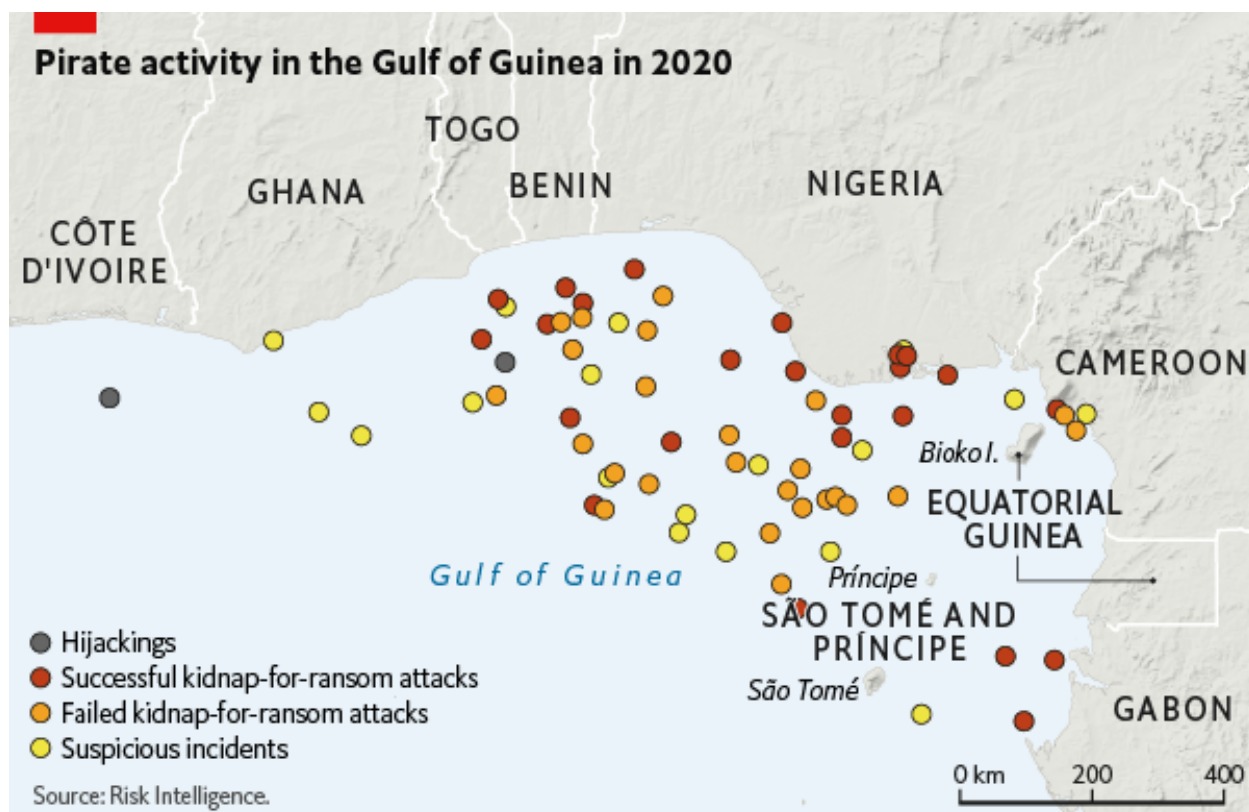 Pirate activity in the Gulf of Guinea in 2020
TOGO
GHANA
BENIN
NIGERIA
CÔTE
D'IVOIRE
CAMEROON
Bioko I.
EQUATORIAL
GUINEA
Gulf of Guinea
Príncipe
SÃO TOMÉ AND
PRÍNCIPE
São Tomé
GABON
Hijackings
Successful kidnap-for-ransom attacks
Failed kidnap-for-ransom attacks
Suspicious incidents
0 km 200 400
Source: Risk Intelligence.